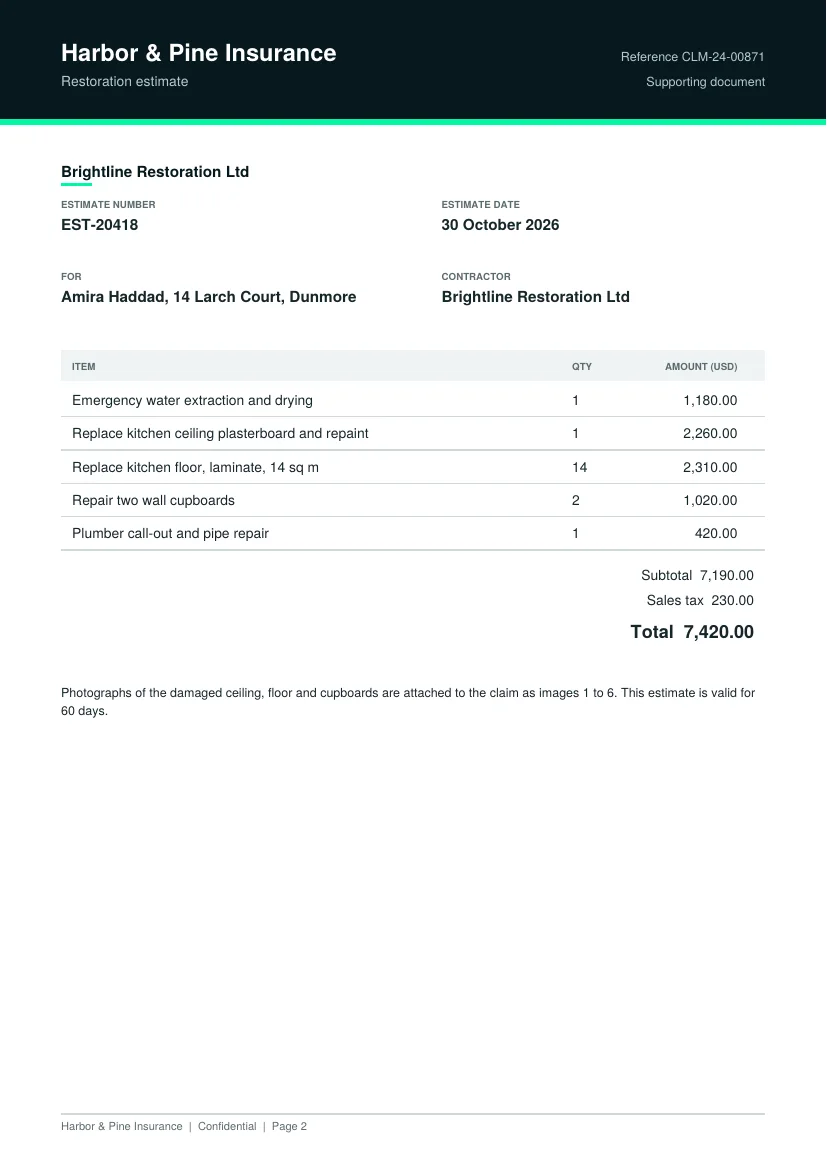 Harbor & Pine Insurance
Restoration estimate
Reference CLM-24-00871
Supporting document
Brightline Restoration Ltd
ESTIMATE NUMBER
EST-20418
ESTIMATE DATE
30 October 2026
FOR
Amira Haddad, 14 Larch Court, Dunmore
CONTRACTOR
Brightline Restoration Ltd
ITEM QTY AMOUNT (USD)
Emergency water extraction and drying 1 1,180.00
Replace kitchen ceiling plasterboard and repaint 1 2,260.00
Replace kitchen floor, laminate, 14 sq m 14 2,310.00
Repair two wall cupboards 2 1,020.00
Plumber call-out and pipe repair 1 420.00
Subtotal 7,190.00
Sales tax 230.00
Total 7,420.00
Photographs of the damaged ceiling, floor and cupboards are attached to the claim as images 1 to 6. This estimate is valid for
60 days.
Harbor & Pine Insurance | Confidential | Page 2